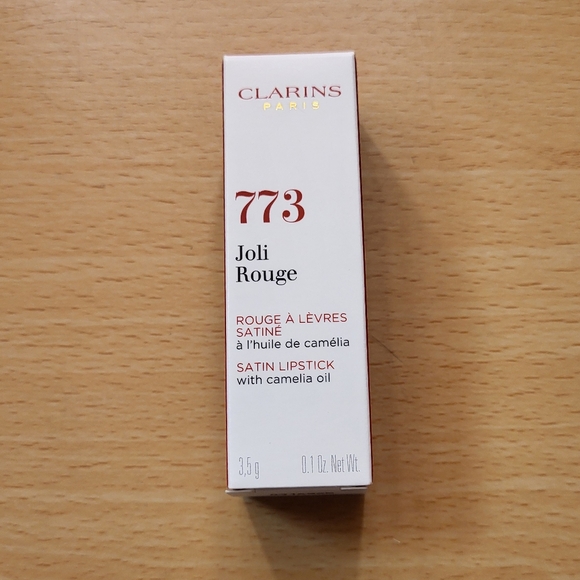 CLARINS
PARIS
773
Joli
Rouge
ROUGE À LÈVRES
SATINÉ
à l'huile de camélia
SATIN LIPSTICK
with camelia oil
3,5 g 0.1 Oz. Net Wt.